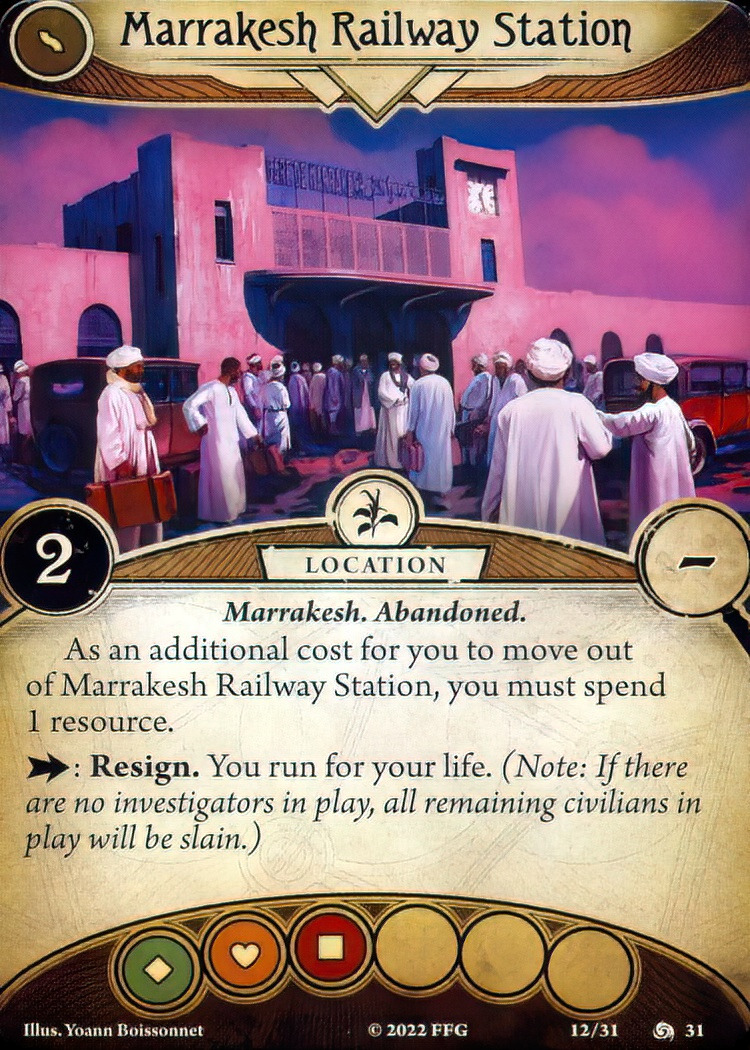 Marrakesh Railway Station
2
LOCATION
-
Marrakesh. Abandoned.
As an additional cost for you to move out
of Marrakesh Railway Station, you must spend
1 resource.
: Resign. You run for your life. (Note: If there
are no investigators in play, all remaining civilians in
play will be slain.)
Illus. Yoann Boissonnet
© 2022 FFG
12/31
31